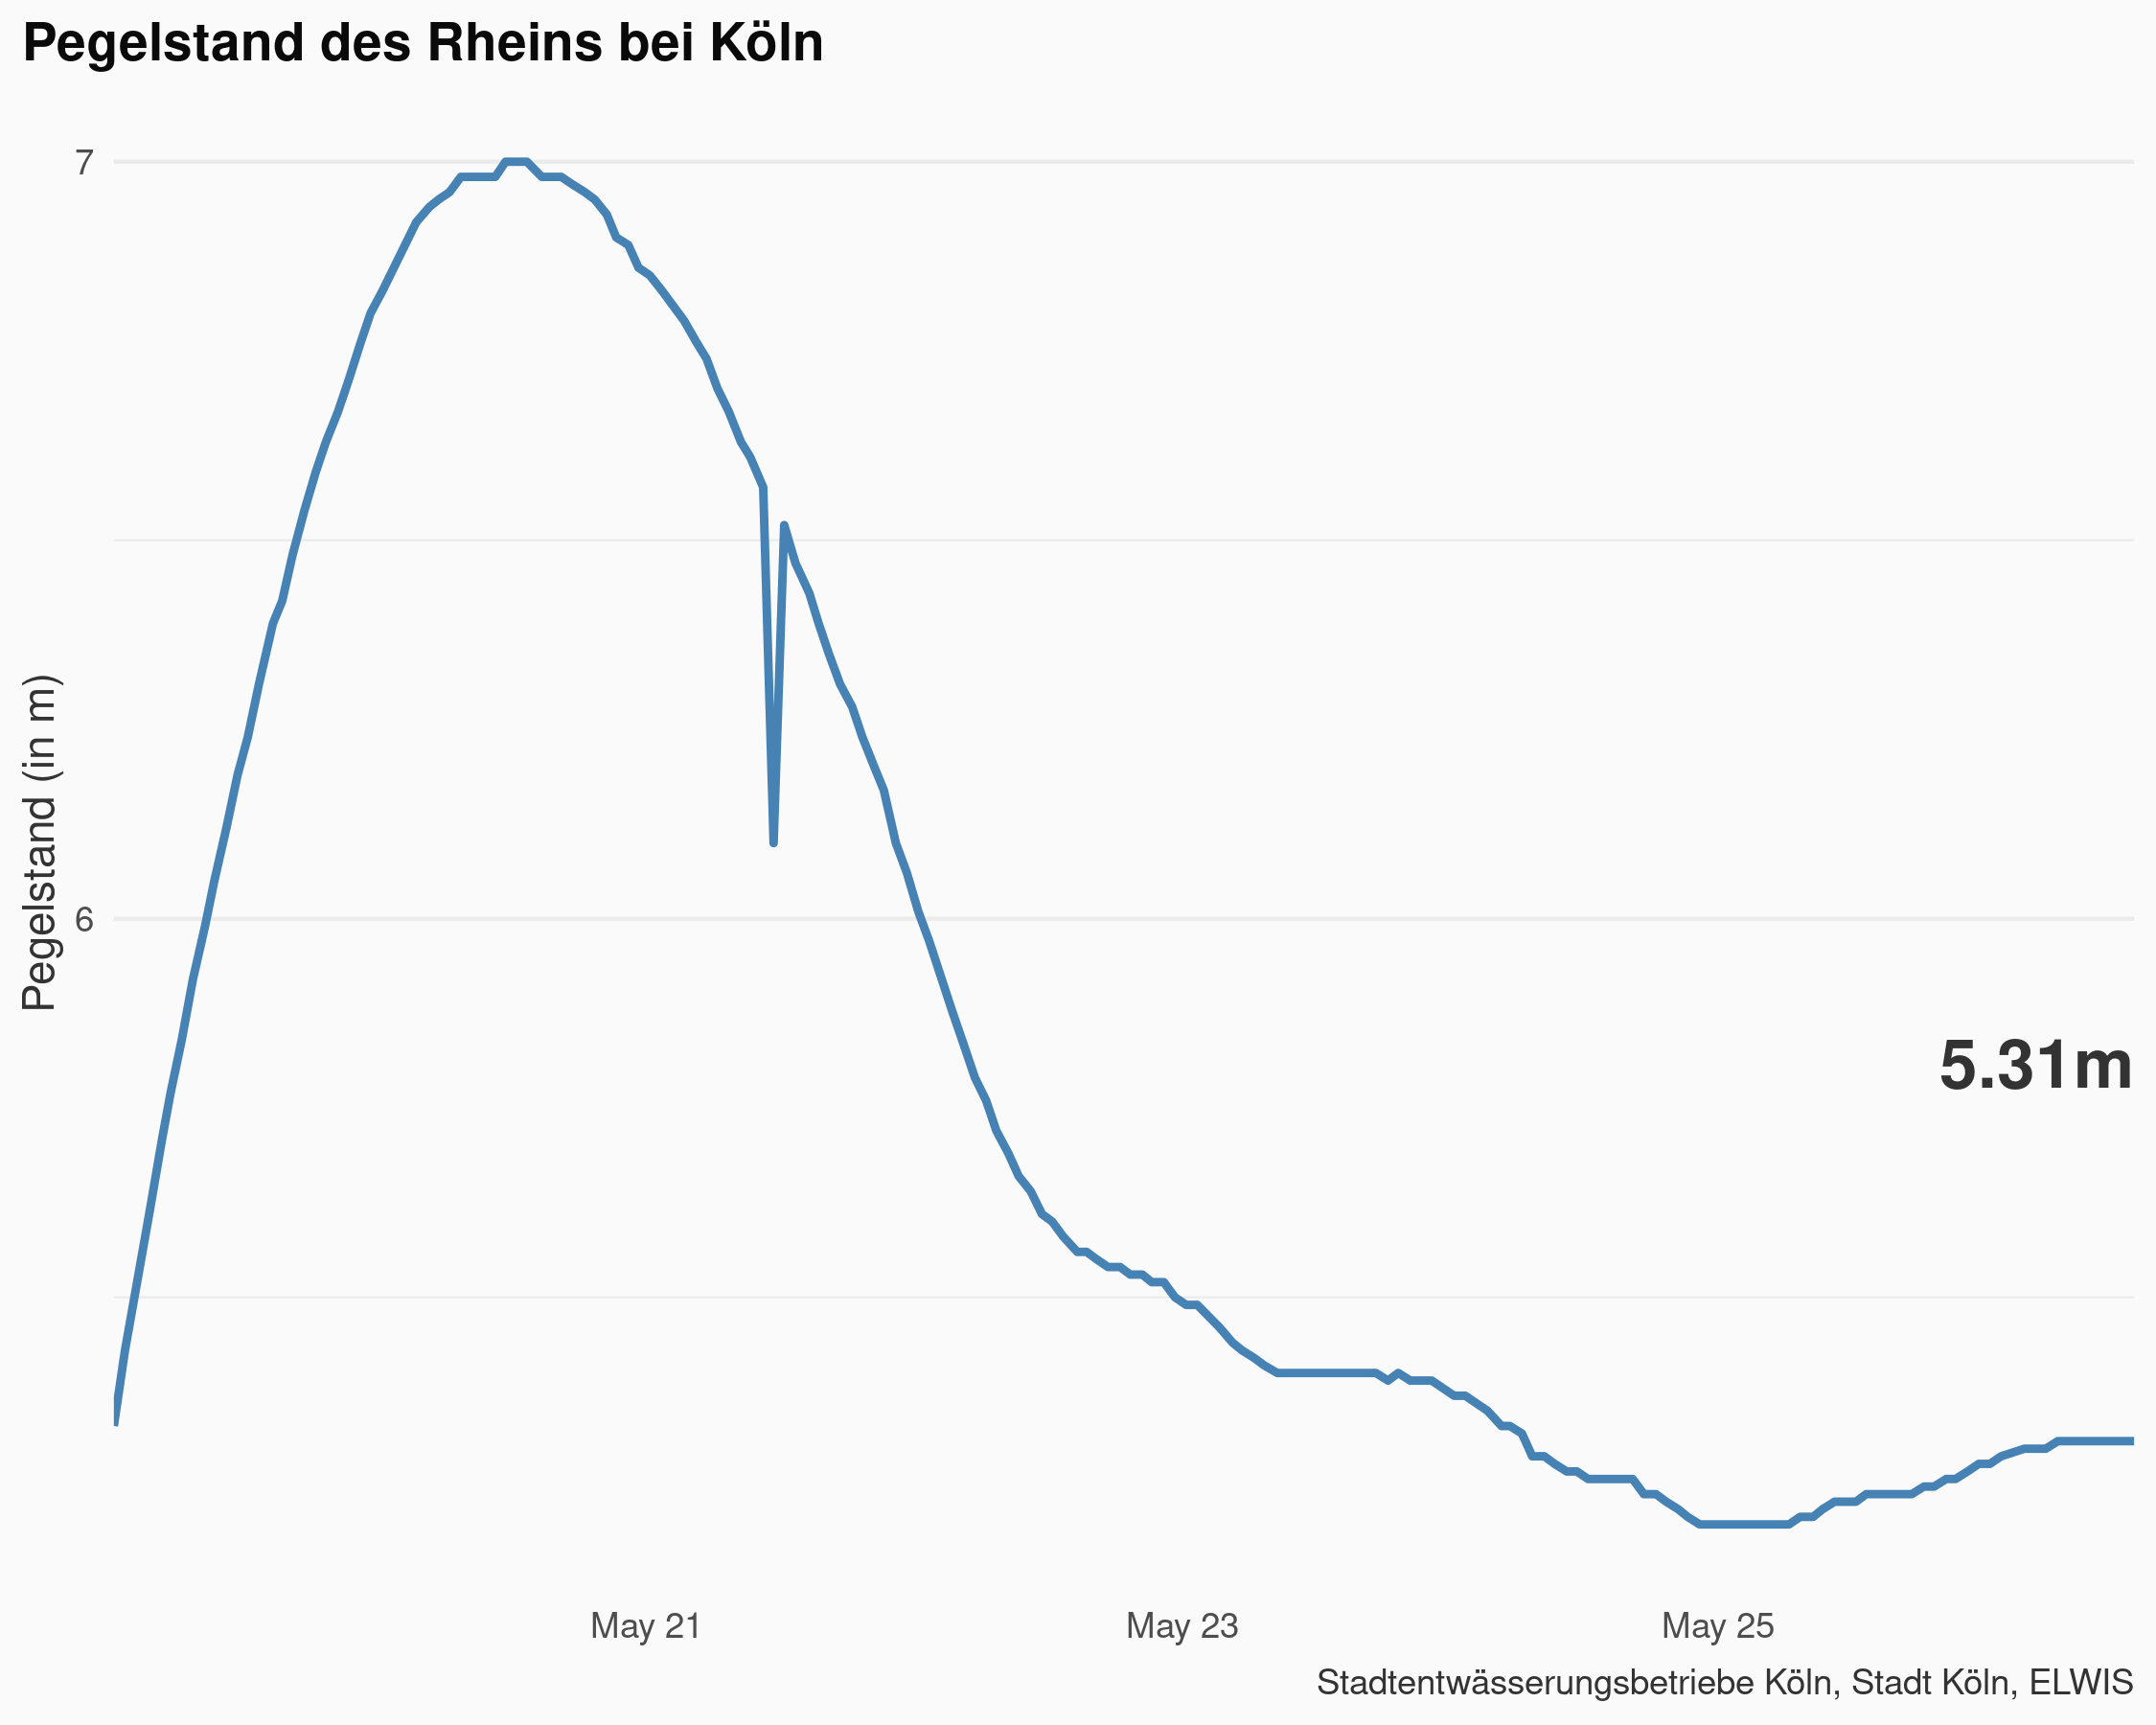 Pegelstand des Rheins bei Köln
Pegelstand (in m)
7
6
5.31m
May 21
May 23
May 25
Stadtentwässerungsbetriebe Köln, Stadt Köln, ELWIS